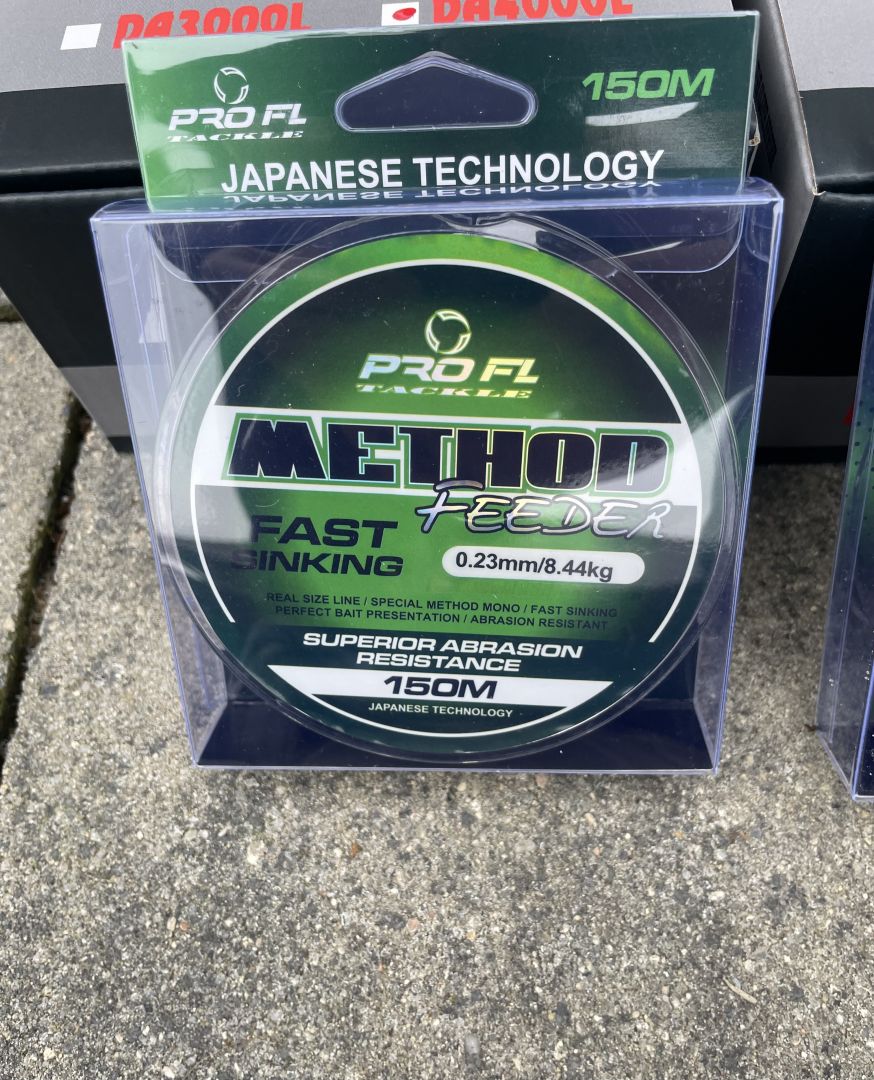 DA3000L
DA4000L
PRO FL
TACKLE
150M
JAPANESE TECHNOLOGY
PRO FL
TACKLE
METHOD
FEEDER
FAST
SINKING
0.23mm/8.44kg
REAL SIZE LINE / SPECIAL METHOD MONO / FAST SINKING
PERFECT BAIT PRESENTATION / ABRASION RESISTANT
SUPERIOR ABRASION
RESISTANCE
150M
JAPANESE TECHNOLOGY